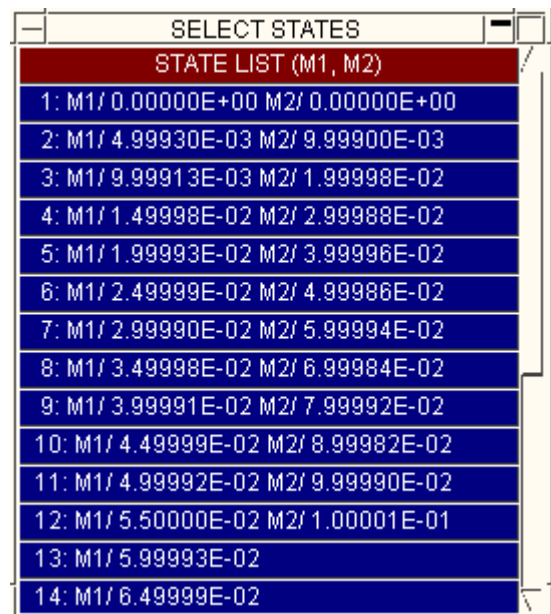 SELECT STATES
STATE LIST (M1, M2)
1: M1/ 0.00000E+00 M2/ 0.00000E+00
2: M1/ 4.99930E-03 M2/ 9.99900E-03
3: M1/ 9.99913E-03 M2/ 1.99998E-02
4: M1/ 1.49998E-02 M2/ 2.99988E-02
5: M1/ 1.99993E-02 M2/ 3.99996E-02
6: M1/ 2.49999E-02 M2/ 4.99986E-02
7: M1/ 2.99990E-02 M2/ 5.99994E-02
8: M1/ 3.49998E-02 M2/ 6.99984E-02
9: M1/ 3.99991E-02 M2/ 7.99992E-02
10: M1/ 4.49999E-02 M2/ 8.99982E-02
11: M1/ 4.99992E-02 M2/ 9.99990E-02
12: M1/ 5.50000E-02 M2/ 1.00001E-01
13: M1/ 5.99993E-02
14: M1/ 6.49999E-02